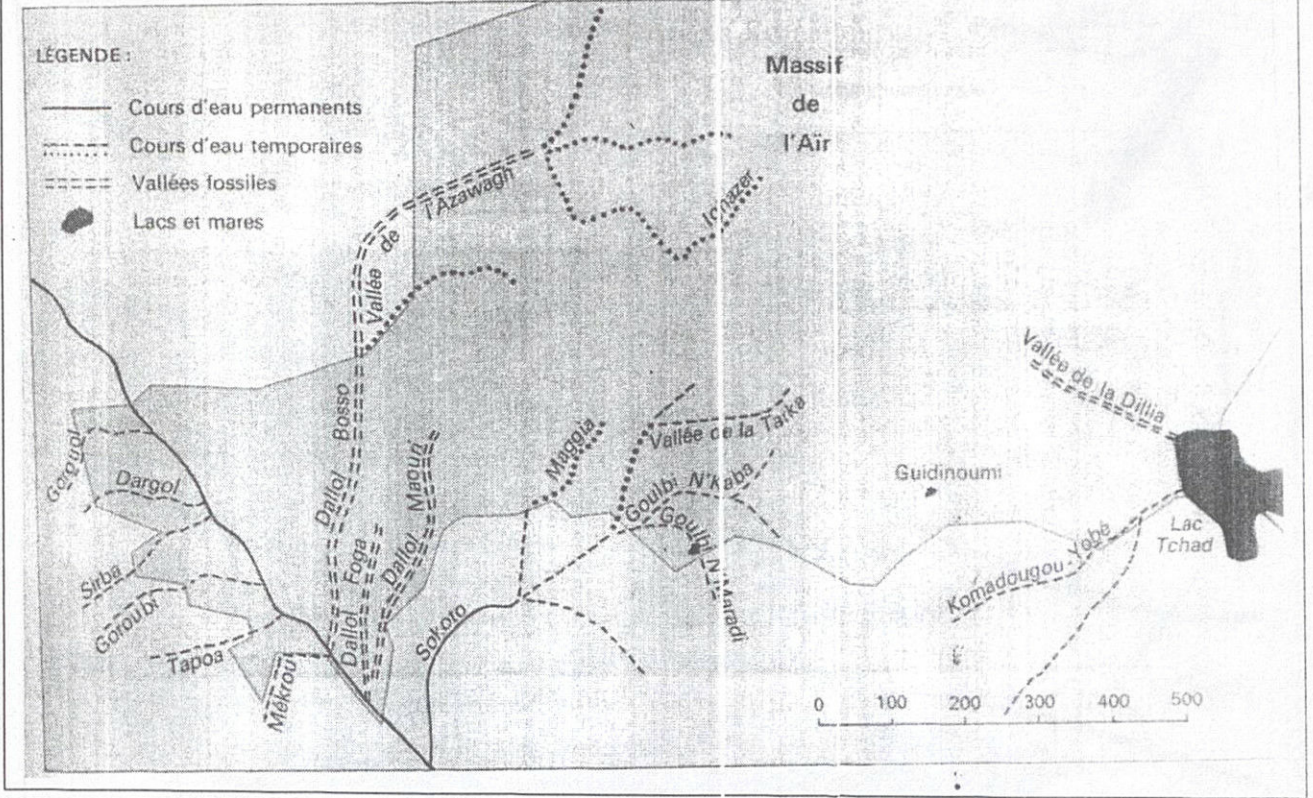 LÉGENDE :
Cours d'eau permanents
Cours d'eau temporaires
Vallées fossiles
Lacs et mares
Massif
de
l'Aïr
Vallée de l'Azawagh
Ighazer
Vallée de la Dillia
Dallol Bosso
Dallol Maouri
Dallol Foga
Maggia
Vallée de la Tarka
Goulbi N'Kaba
Goulbi N'Maradi
Guidinoumi
Gorouol
Dargol
Sirba
Goroubi
Tapoa
Mékrou
Sokoto
Komadougou Yobé
Lac
Tchad
0 100 200 300 400 500